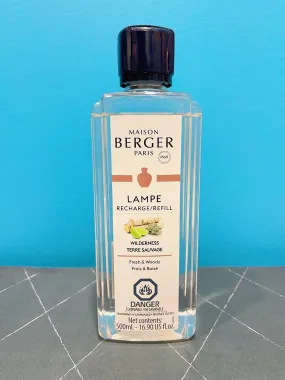 MAISON
BERGER
PARIS
LAMPE
RECHARGE/REFILL
WILDERNESS
TERRE SAUVAGE
Fresh & Woody
Frais & Boisé
DANGER
Net contents:
500mL - 16.90 US fl. oz.